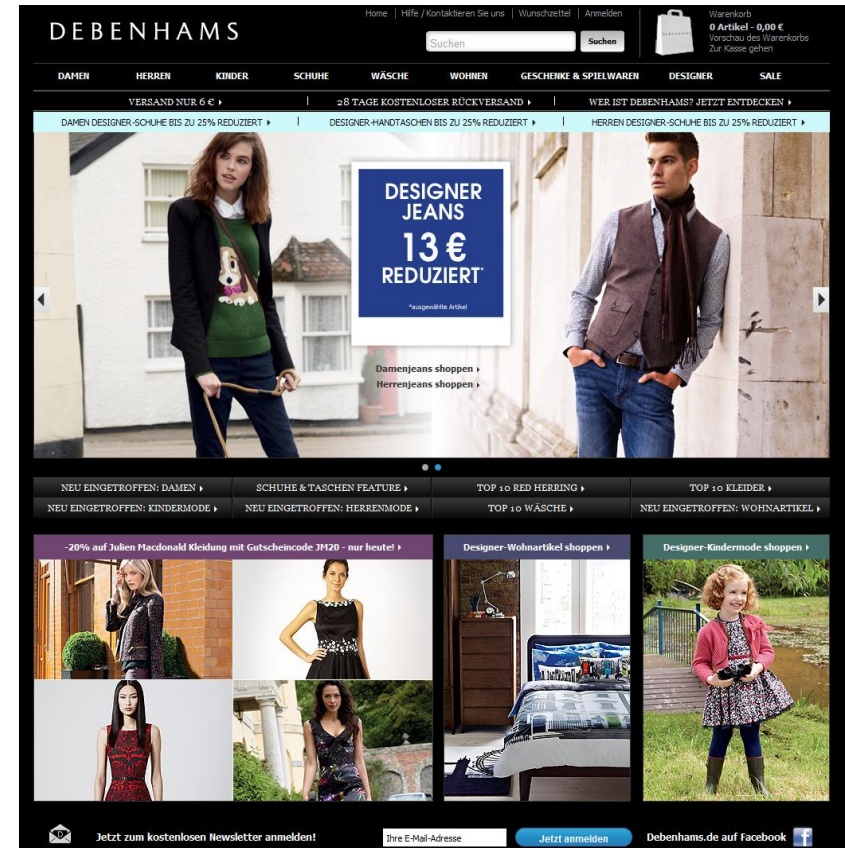 DEBENHAMS
Home | Hilfe / Kontaktieren Sie uns | Wunschzettel | Anmelden
Suchen
Suchen
DEBENHAMS
Warenkorb
0 Artikel - 0,00 €
Vorschau des Warenkorbs
Zur Kasse gehen
DAMEN HERREN KINDER SCHUHE WÄSCHE WOHNEN GESCHENKE & SPIELWAREN DESIGNER SALE
VERSAND NUR 6 € | 28 TAGE KOSTENLOSER RÜCKVERSAND | WER IST DEBENHAMS? JETZT ENTDECKEN
DAMEN DESIGNER-SCHUHE BIS ZU 25% REDUZIERT | DESIGNER-HANDTASCHEN BIS ZU 25% REDUZIERT | HERREN DESIGNER-SCHUHE BIS ZU 25% REDUZIERT
DESIGNER
JEANS
13 €
REDUZIERT*
*ausgewählte Artikel
Damenjeans shoppen
Herrenjeans shoppen
NEU EINGETROFFEN: DAMEN SCHUHE & TASCHEN FEATURE TOP 10 RED HERRING TOP 10 KLEIDER
NEU EINGETROFFEN: KINDERMODE NEU EINGETROFFEN: HERRENMODE TOP 10 WÄSCHE NEU EINGETROFFEN: WOHNARTIKEL
-20% auf Julien Macdonald Kleidung mit Gutscheincode JM20 - nur heute! Designer-Wohnartikel shoppen Designer-Kindermode shoppen
D
Jetzt zum kostenlosen Newsletter anmelden! Ihre E-Mail-Adresse Jetzt anmelden Debenhams.de auf Facebook f